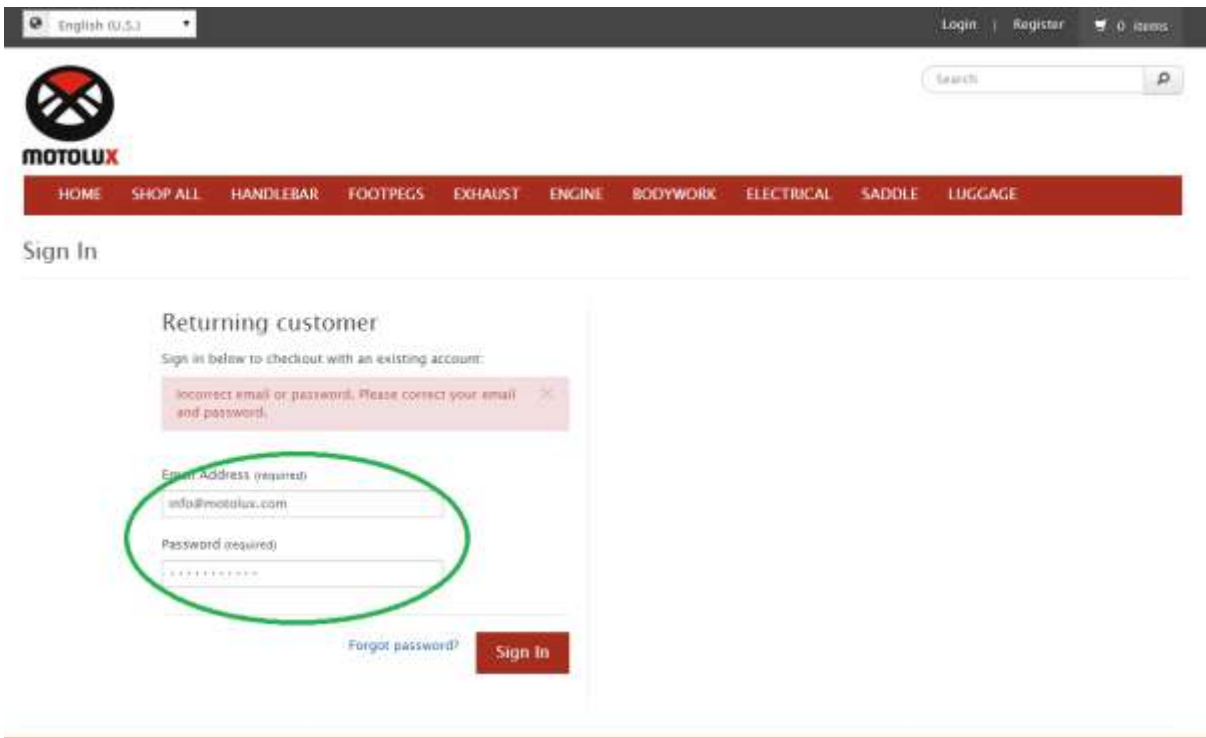 English (U.S.)
Login | Register 0 items
Search
MOTOLUX
HOME SHOP ALL HANDLEBAR FOOTPEGS EXHAUST ENGINE BODYWORK ELECTRICAL SADDLE LUGGAGE
Sign In
Returning customer
Sign in below to checkout with an existing account:
Incorrect email or password. Please correct your email
and password.
Email Address (required)
info@motolux.com
Password (required)
Forgot password?
Sign In